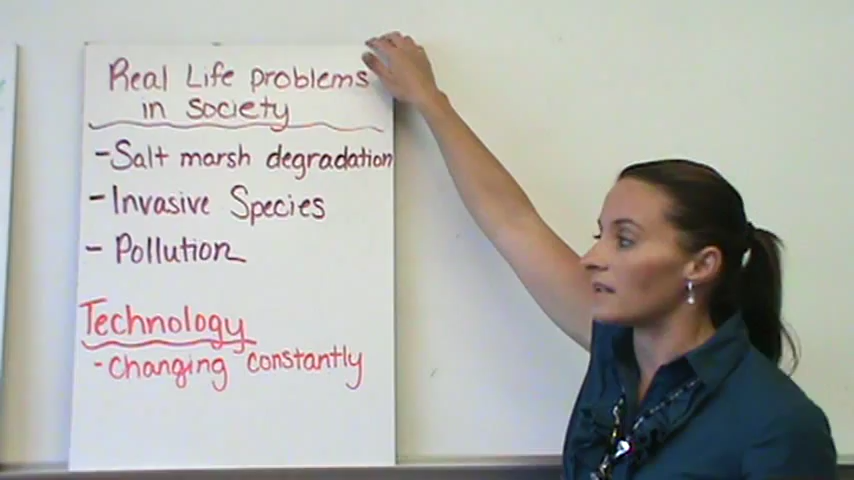 Real Life problems
in society
-Salt marsh degradation
-Invasive Species
- Pollution
Technology
-Changing constantly